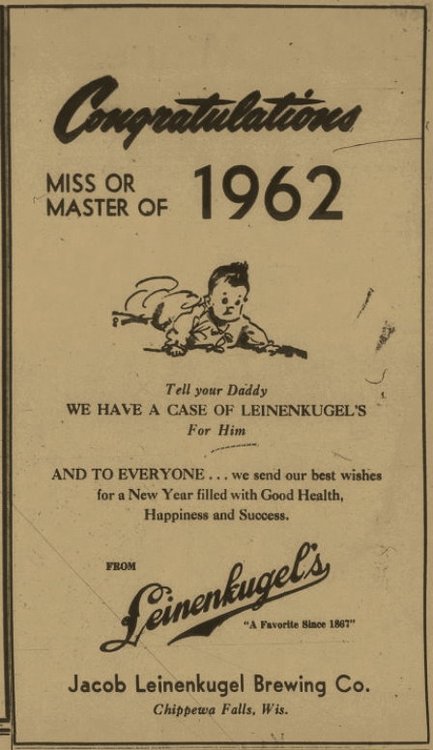 Congratulations
MISS OR
MASTER OF 1962
Tell your Daddy
WE HAVE A CASE OF LEINENKUGEL'S
For Him
AND TO EVERYONE . . . we send our best wishes
for a New Year filled with Good Health,
Happiness and Success.
FROM
Leinenkugel's
"A Favorite Since 1867"
Jacob Leinenkugel Brewing Co.
Chippewa Falls, Wis.